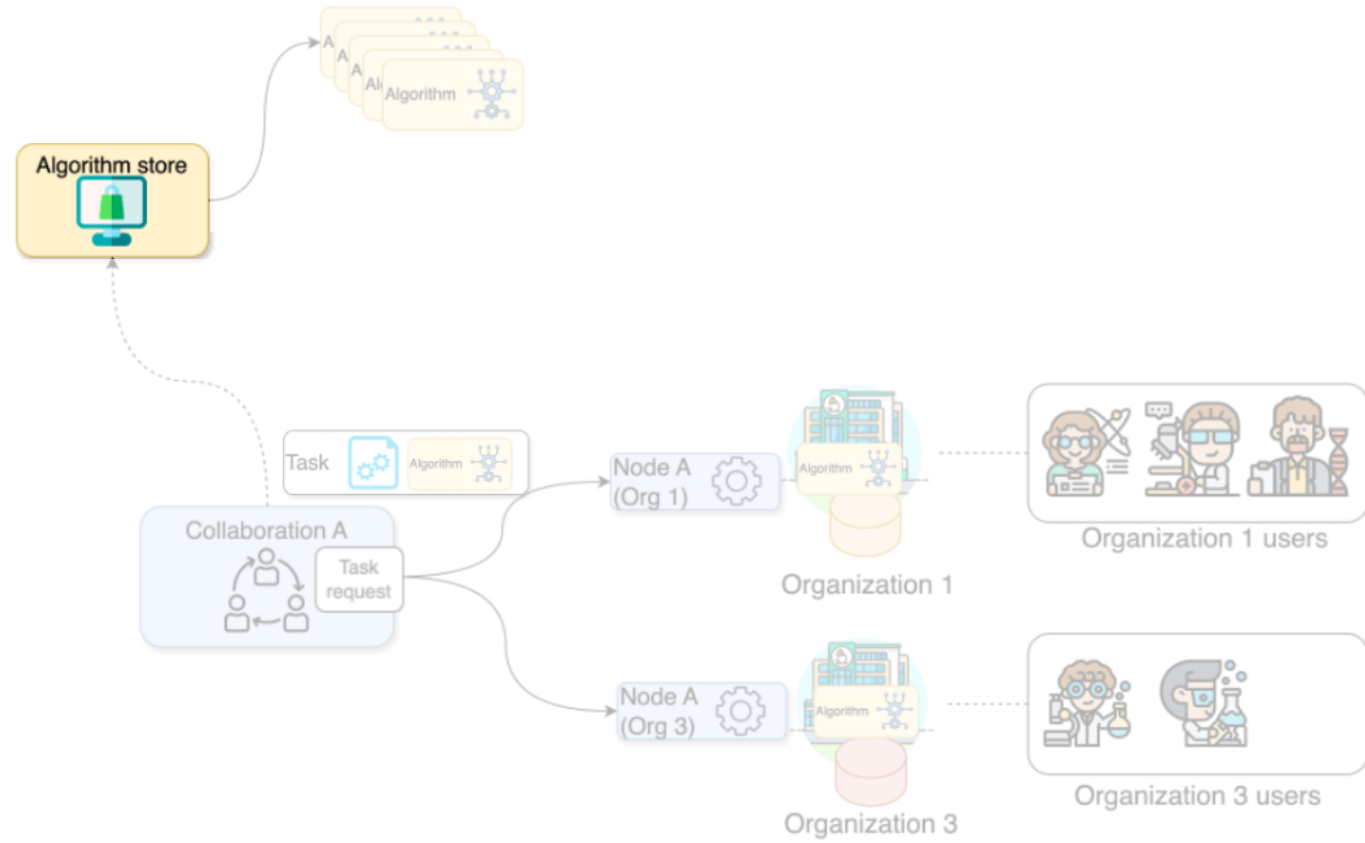 A
A
A
Al
Algorithm
Algorithm store
Task
Algorithm
Node A
(Org 1)
Algorithm
Organization 1 users
Collaboration A
Task
request
Organization 1
Node A
(Org 3)
Algorithm
Organization 3 users
Organization 3